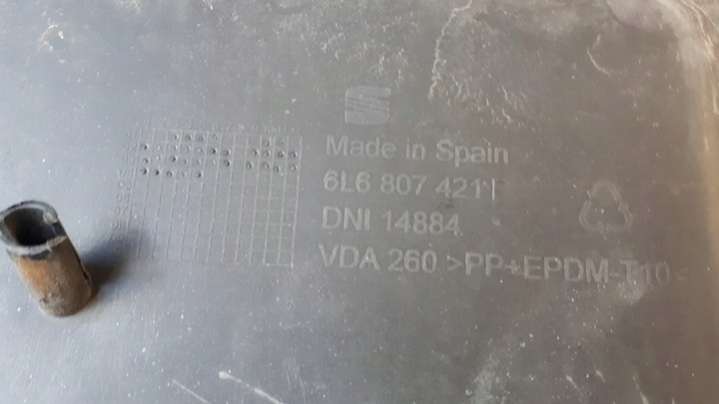 Made in Spain
6L6 807 421
DNI 14884
VDA 260 >PP+EPDM-T10